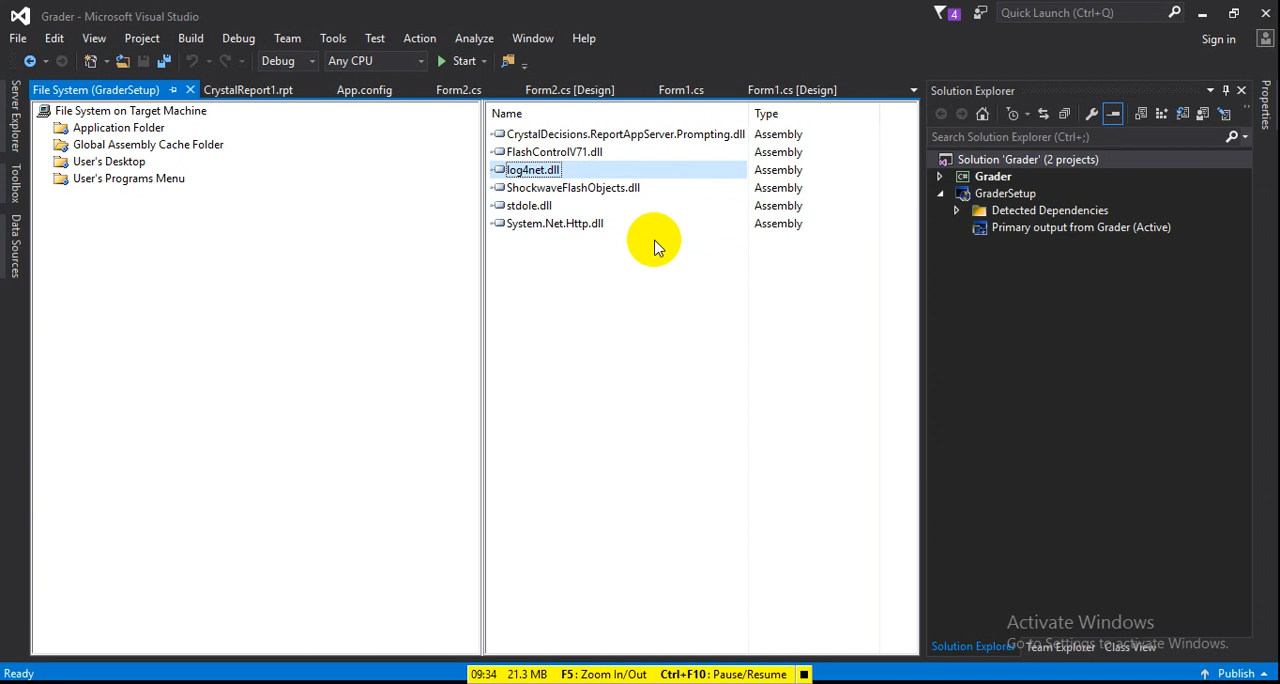 Grader - Microsoft Visual Studio
4
Quick Launch (Ctrl+Q)
File Edit View Project Build Debug Team Tools Test Action Analyze Window Help
Sign in
Debug Any CPU Start
Server Explorer
Toolbox
Data Sources
File System (GraderSetup) CrystalReport1.rpt App.config Form2.cs Form2.cs [Design] Form1.cs Form1.cs [Design]
File System on Target Machine
Application Folder
Global Assembly Cache Folder
User's Desktop
User's Programs Menu
Name Type
CrystalDecisions.ReportAppServer.Prompting.dll Assembly
FlashControlV71.dll Assembly
log4net.dll Assembly
ShockwaveFlashObjects.dll Assembly
stdole.dll Assembly
System.Net.Http.dll Assembly
Solution Explorer
Search Solution Explorer (Ctrl+;)
Solution 'Grader' (2 projects)
C# Grader
GraderSetup
Detected Dependencies
Primary output from Grader (Active)
Properties
Activate Windows
Go to Settings to activate Windows.
Solution Explorer Team Explorer Class View
Ready
09:34 21.3 MB F5: Zoom In/Out Ctrl+F10: Pause/Resume
Publish